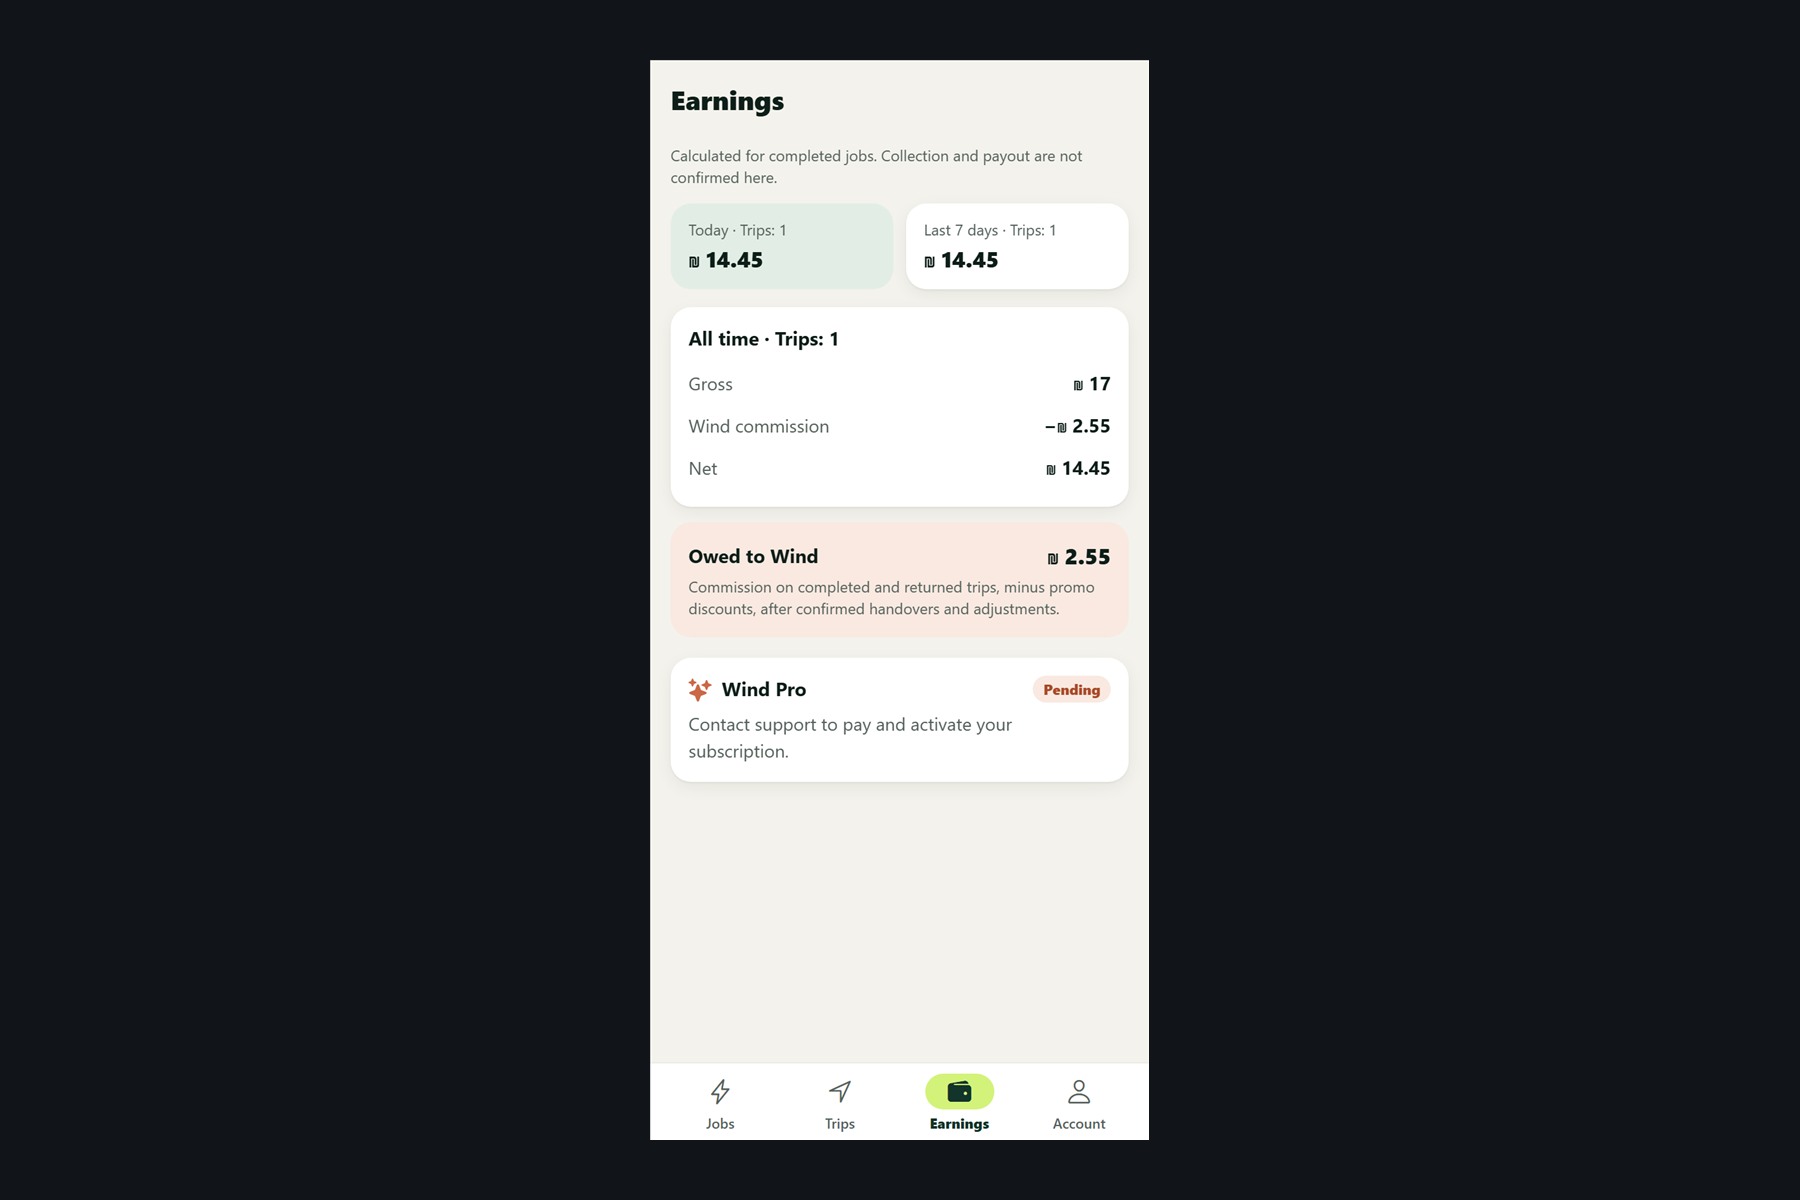 Earnings
Calculated for completed jobs. Collection and payout are not
confirmed here.
Today · Trips: 1
₪ 14.45
Last 7 days · Trips: 1
₪ 14.45
All time · Trips: 1
Gross ₪ 17
Wind commission −₪ 2.55
Net ₪ 14.45
Owed to Wind ₪ 2.55
Commission on completed and returned trips, minus promo
discounts, after confirmed handovers and adjustments.
Wind Pro Pending
Contact support to pay and activate your
subscription.
Jobs Trips Earnings Account